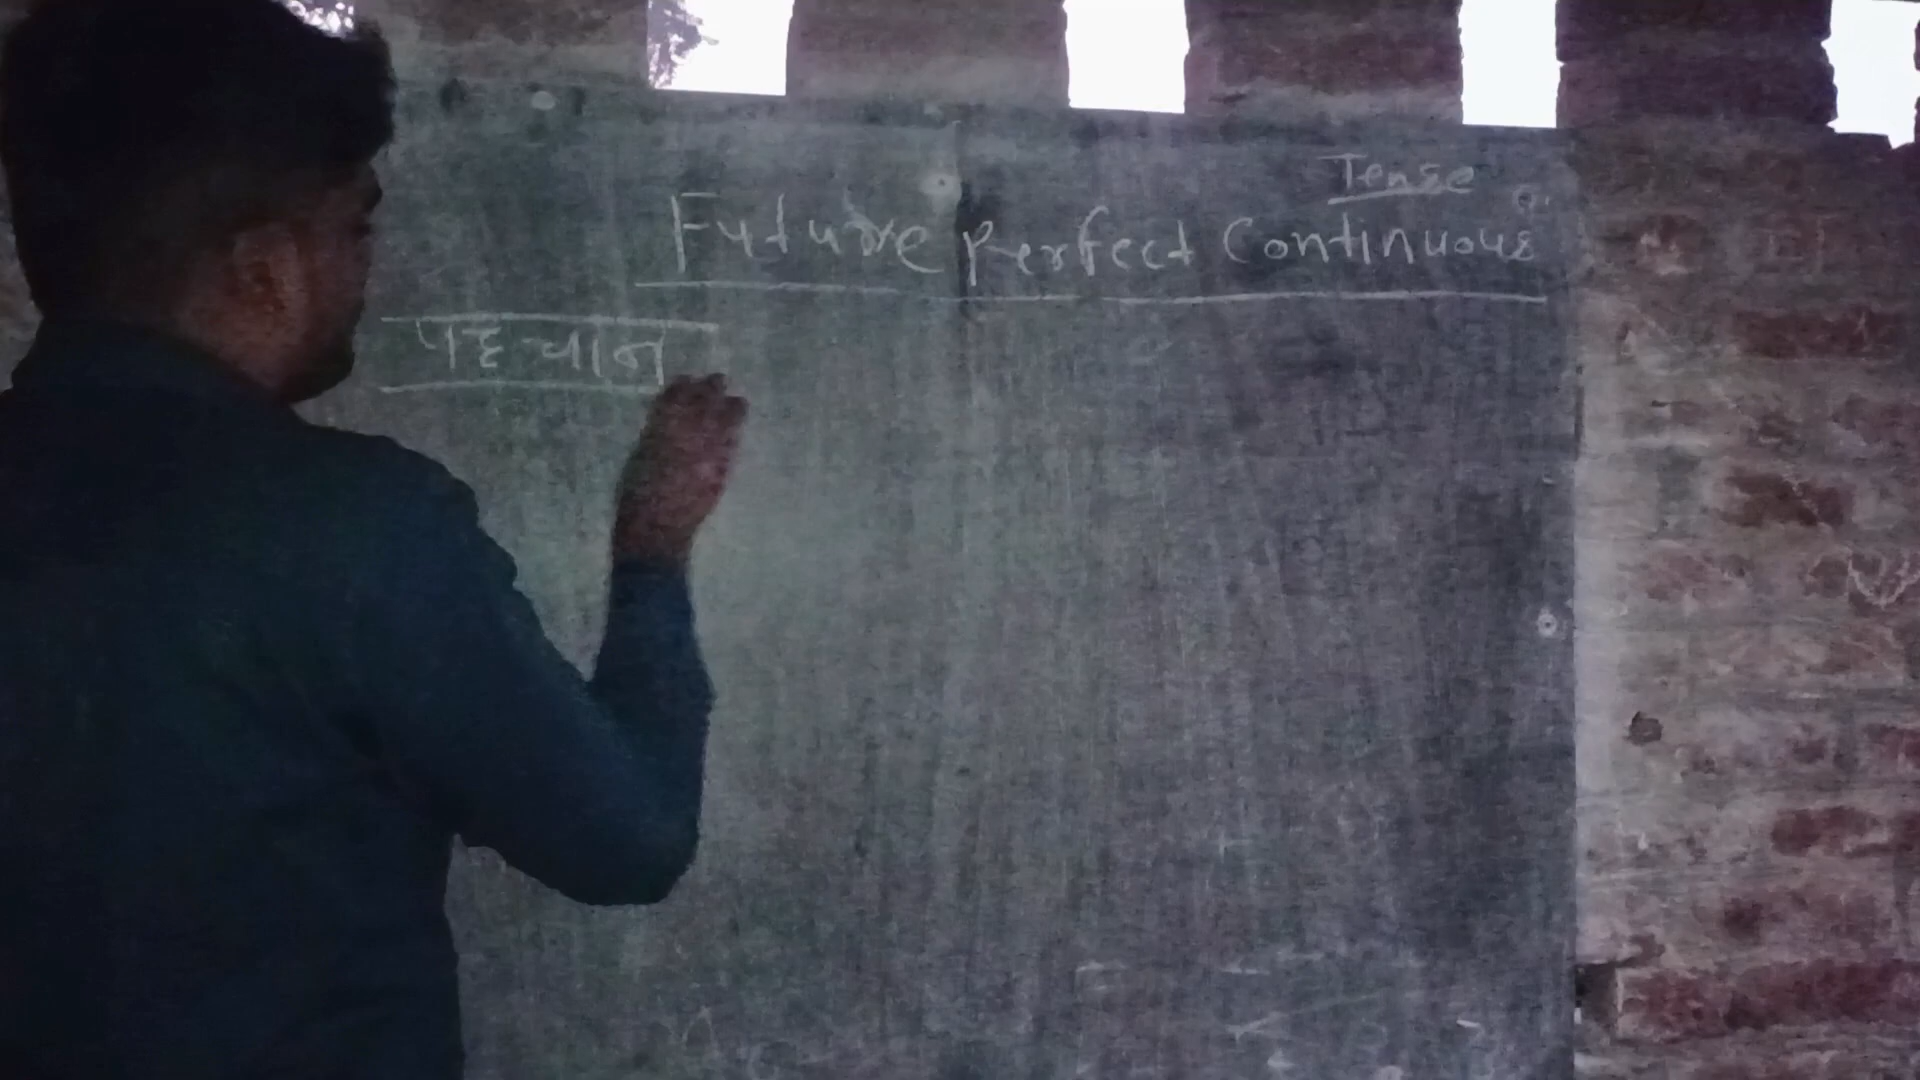 Tense
Future Perfect Continuous
पहचान